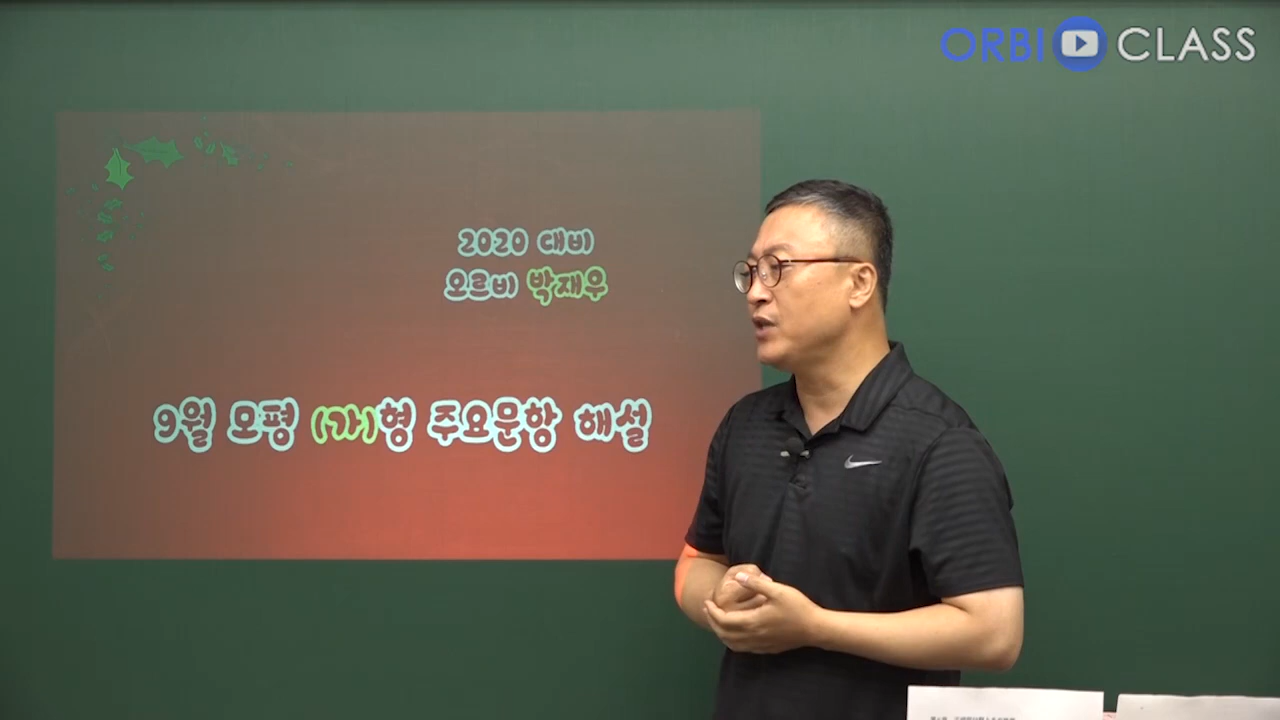 ORBI CLASS
2020 대비
오르비 박재우
9월 모평 (가)형 주요문항 해설